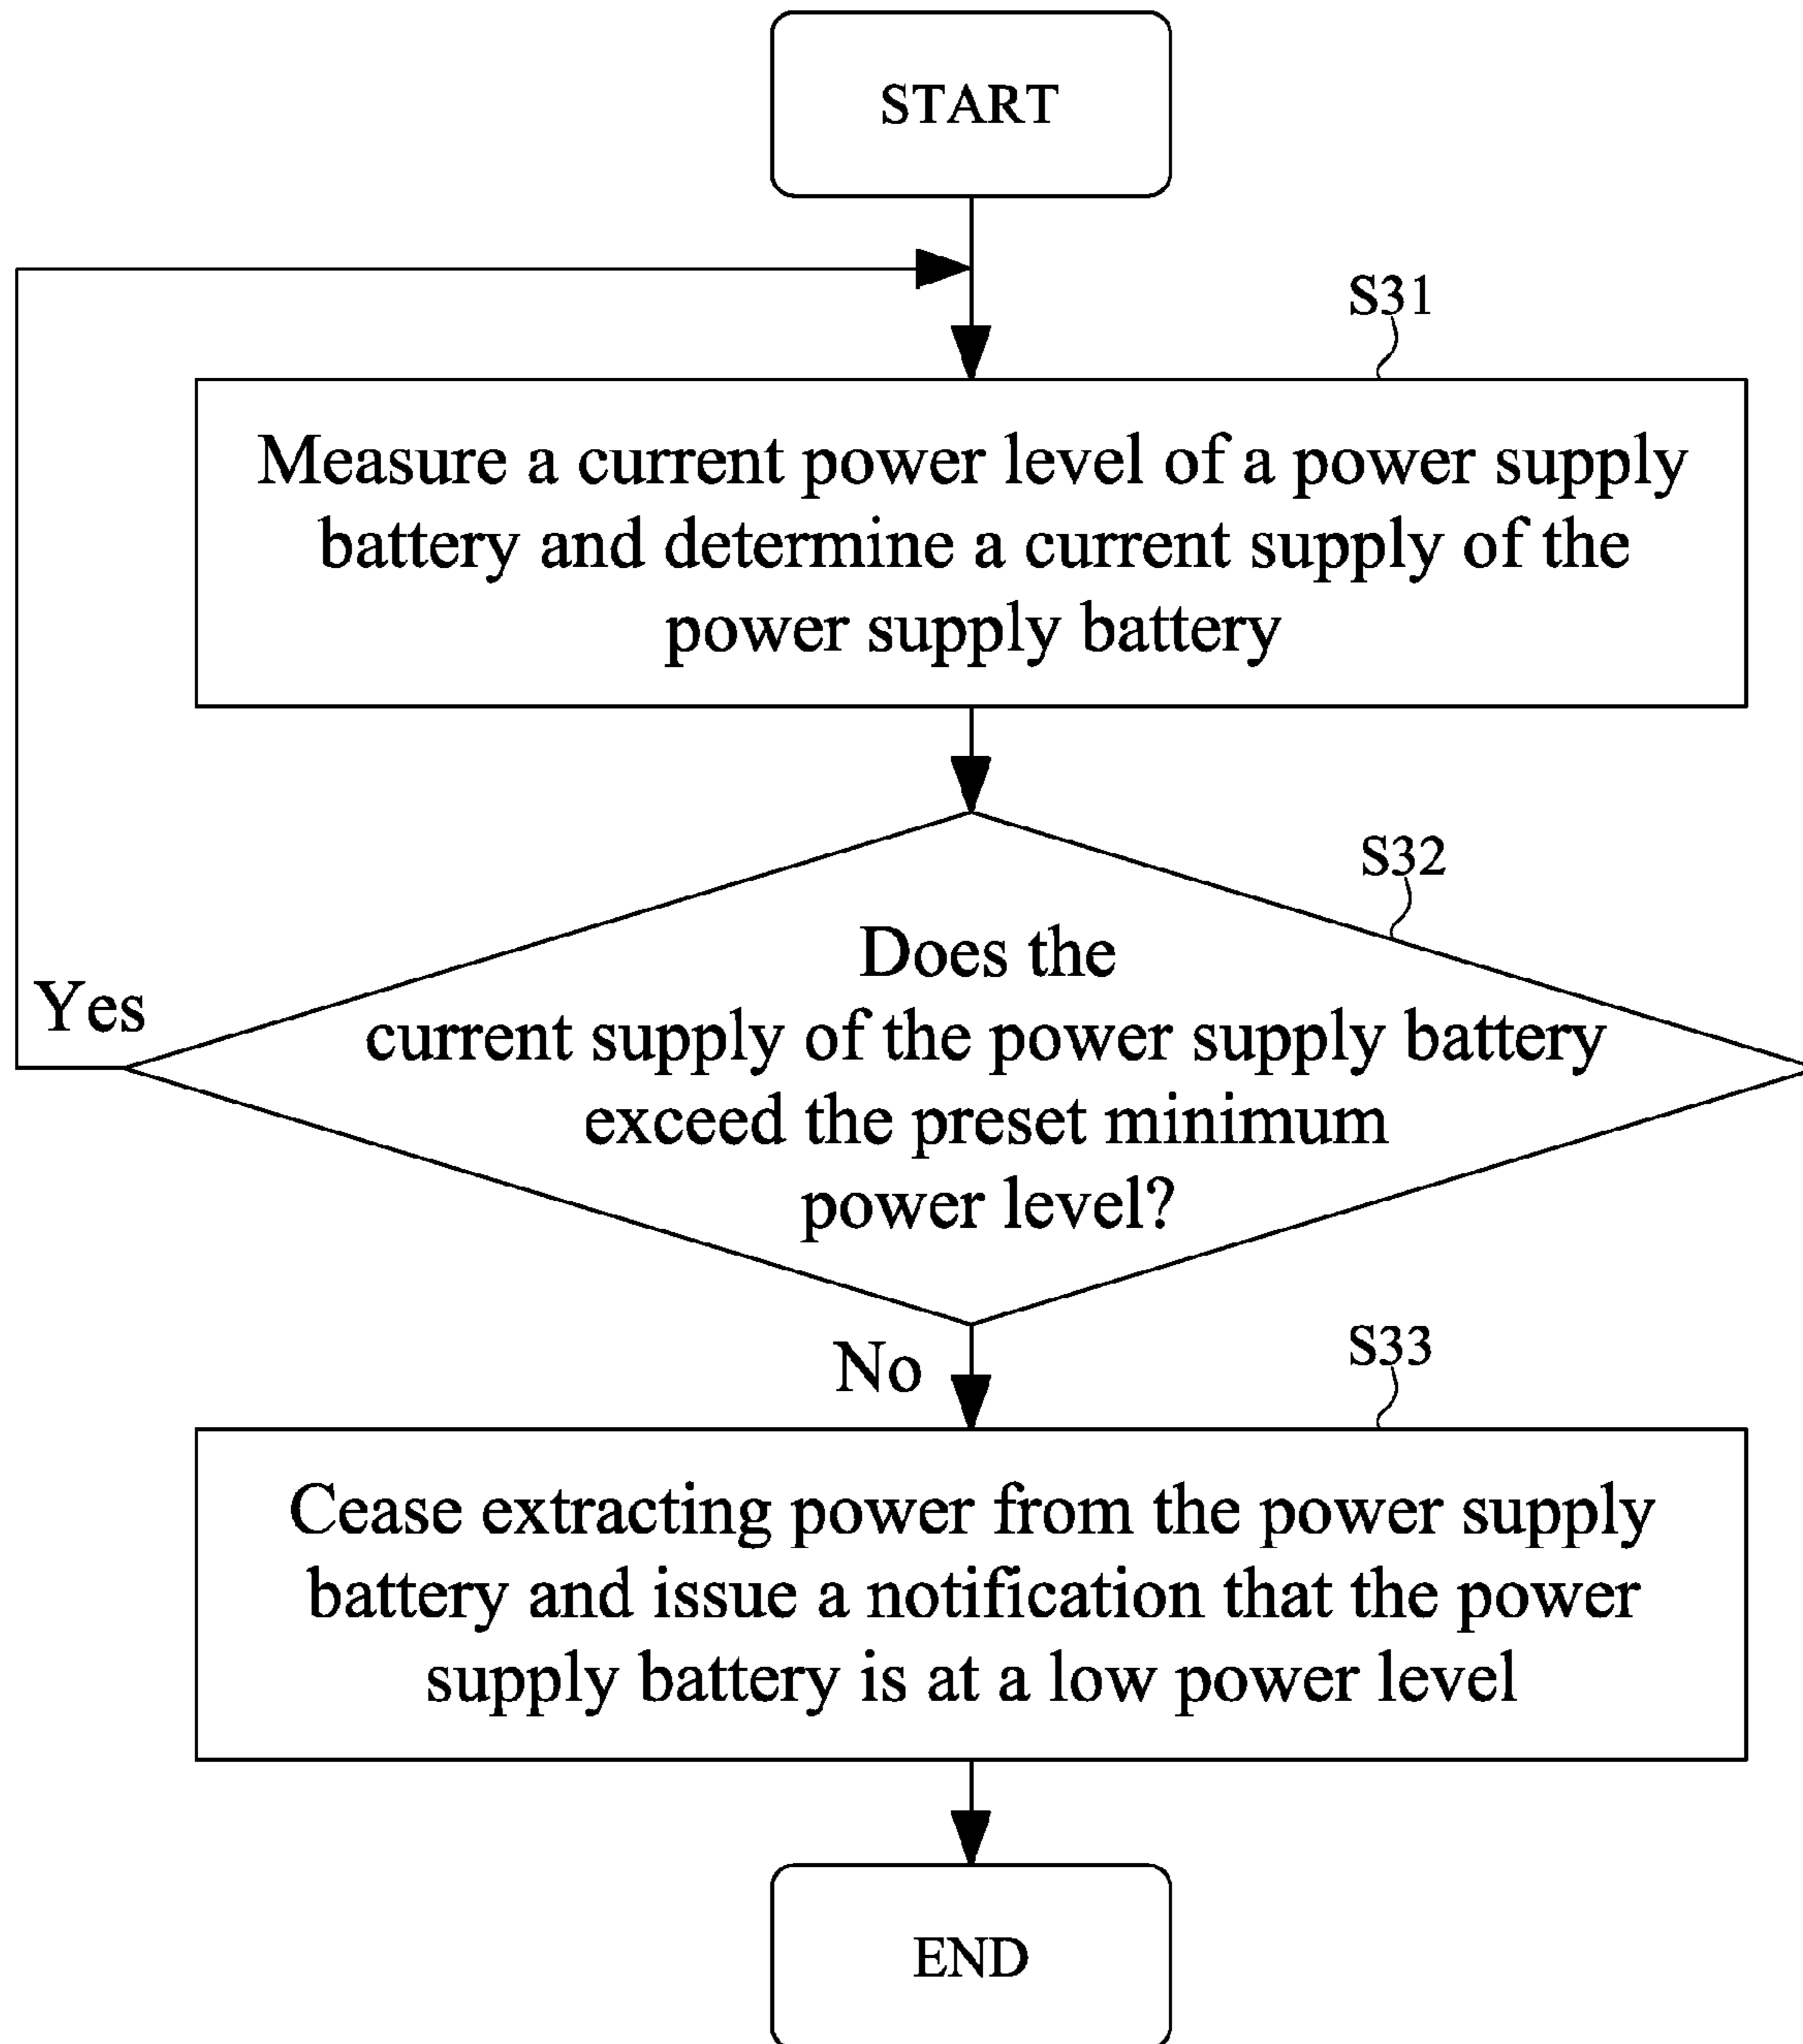 START
S31
Measure a current power level of a power supply
battery and determine a current supply of the
power supply battery
S32
Does the
current supply of the power supply battery
exceed the preset minimum
power level?
Yes
No
S33
Cease extracting power from the power supply
battery and issue a notification that the power
supply battery is at a low power level
END